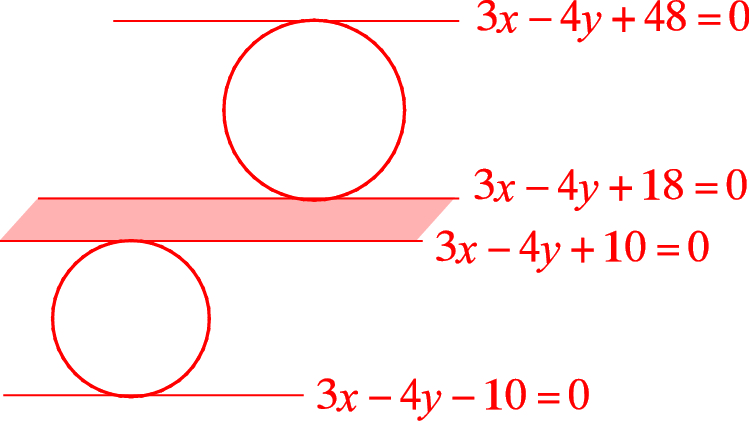 3x − 4y + 48 = 0
3x − 4y + 18 = 0
3x − 4y + 10 = 0
3x − 4y − 10 = 0